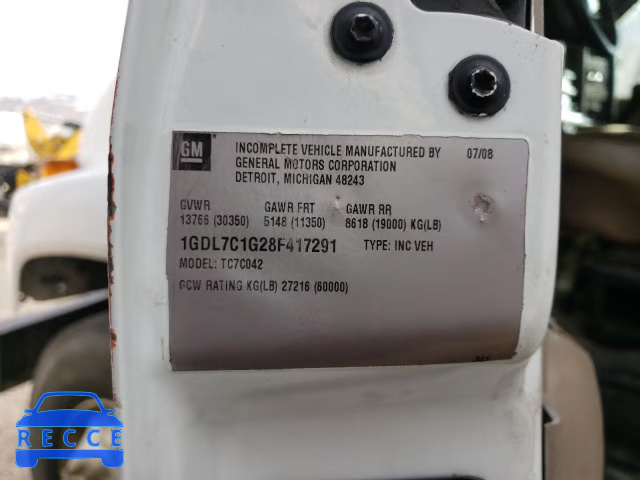 GM
INCOMPLETE VEHICLE MANUFACTURED BY 07/08
GENERAL MOTORS CORPORATION
DETROIT, MICHIGAN 48243
GVWR GAWR FRT GAWR RR
13766 (30350) 5148 (11350) 8618 (19000) KG(LB)
1GDL7C1G28F417291 TYPE: INC VEH
MODEL: TC7C042
GCW RATING KG(LB) 27216 (60000)
RECCE